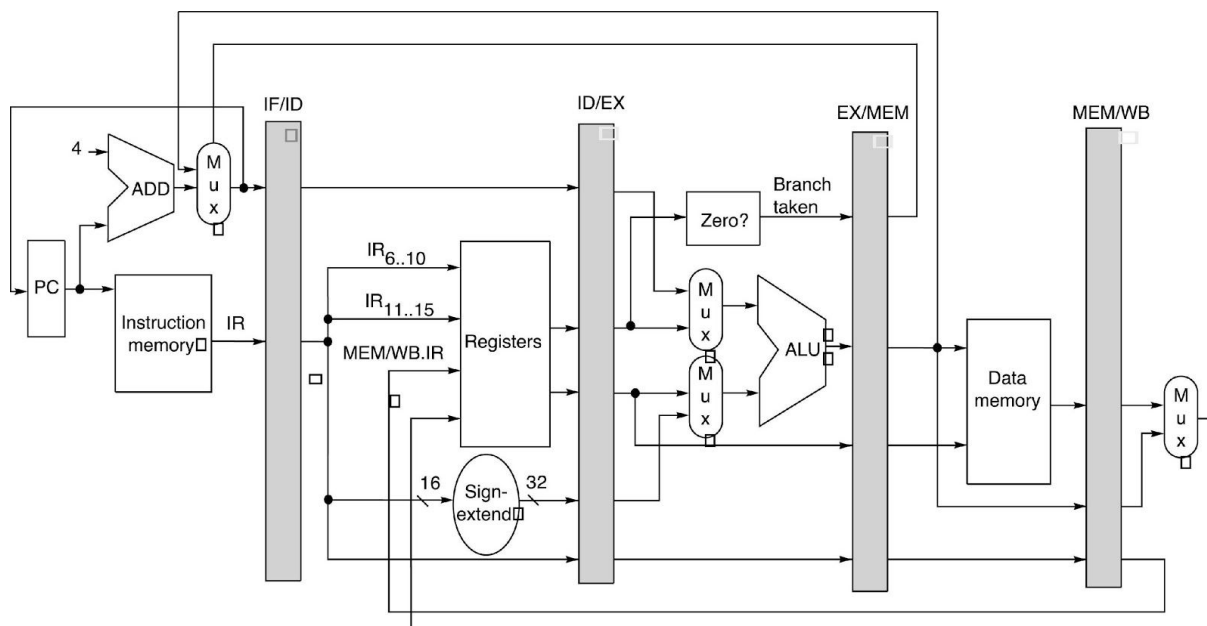 IF/ID
ID/EX
EX/MEM
MEM/WB
4
ADD
M
u
x
Branch
taken
Zero?
PC
Instruction
memory
IR
IR6..10
IR11..15
MEM/WB.IR
Registers
M
u
x
M
u
x
ALU
Data
memory
M
u
x
16
Sign-
extend
32